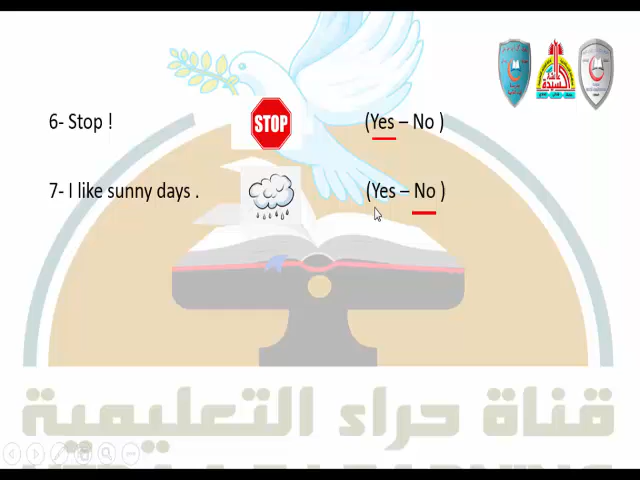 6- Stop !
STOP
(Yes – No )
7- I like sunny days .
(Yes – No )
قناة حراء التعليمية